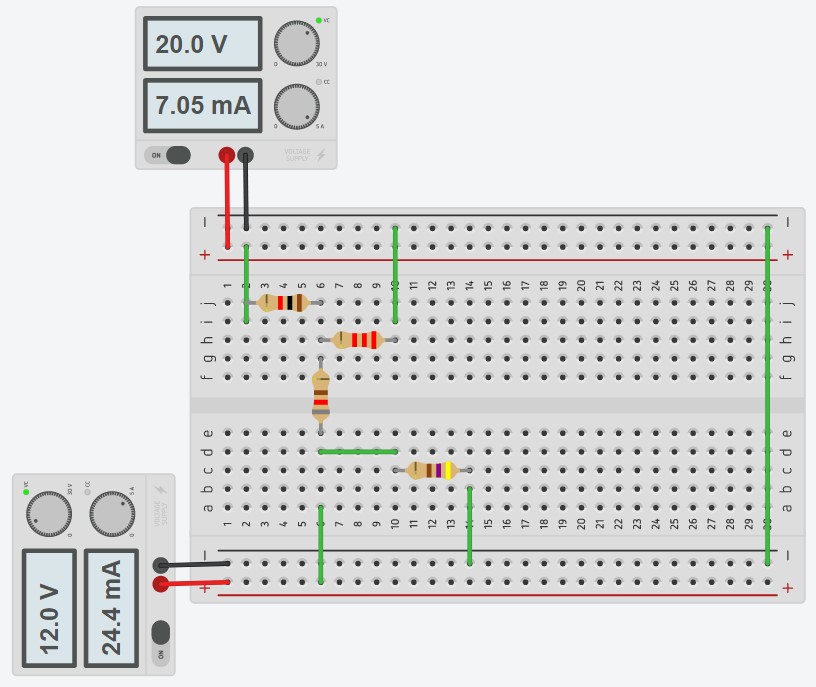 20.0 V
VC
0 30 V
7.05 mA
CC
0 5 A
ON
VOLTAGE
SUPPLY
− −
+ +
1 2 3 4 5 6 7 8 9 10 11 12 13 14 15 16 17 18 19 20 21 22 23 24 25 26 27 28 29 30
j j
i i
h h
g g
f f
e e
d d
c c
b b
a a
1 2 3 4 5 6 7 8 9 10 11 12 13 14 15 16 17 18 19 20 21 22 23 24 25 26 27 28 29 30
− −
+ +
12.0 V
VC
0 30 V
24.4 mA
CC
0 5 A
ON
VOLTAGE
SUPPLY